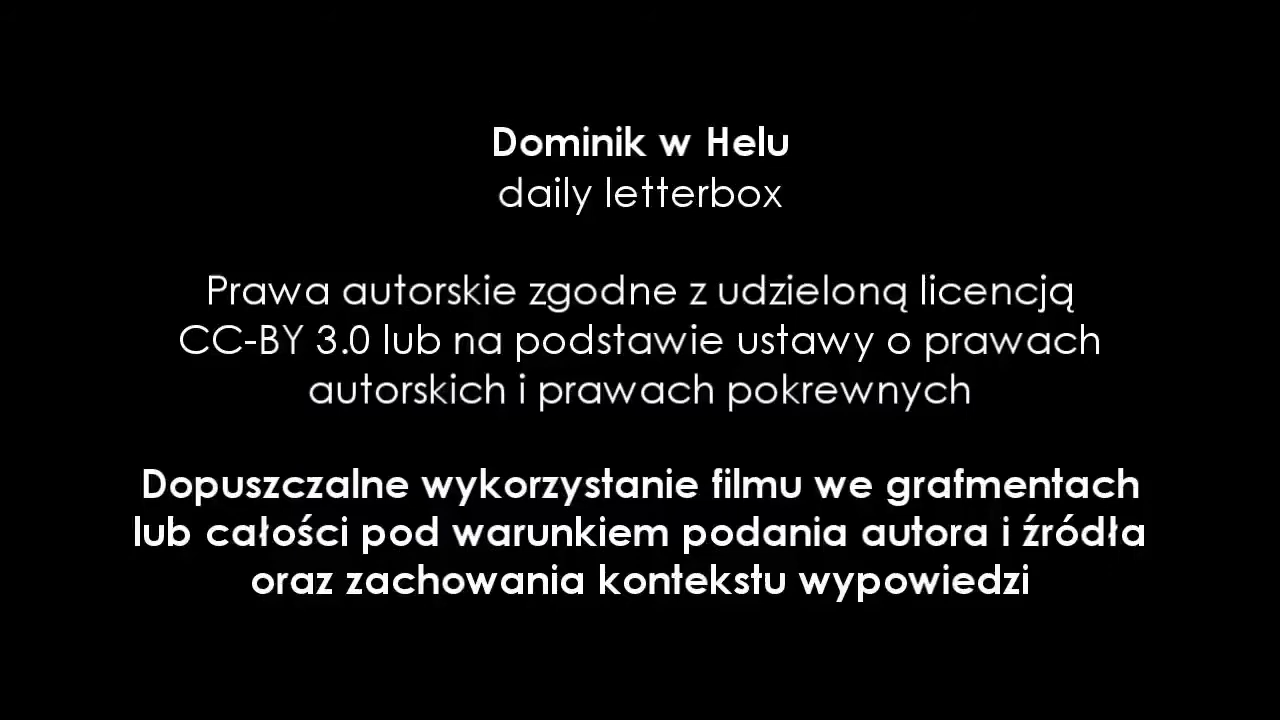 Dominik w Helu
daily letterbox
Prawa autorskie zgodne z udzieloną licencją
CC-BY 3.0 lub na podstawie ustawy o prawach
autorskich i prawach pokrewnych
Dopuszczalne wykorzystanie filmu we grafmentach
lub całości pod warunkiem podania autora i źródła
oraz zachowania kontekstu wypowiedzi